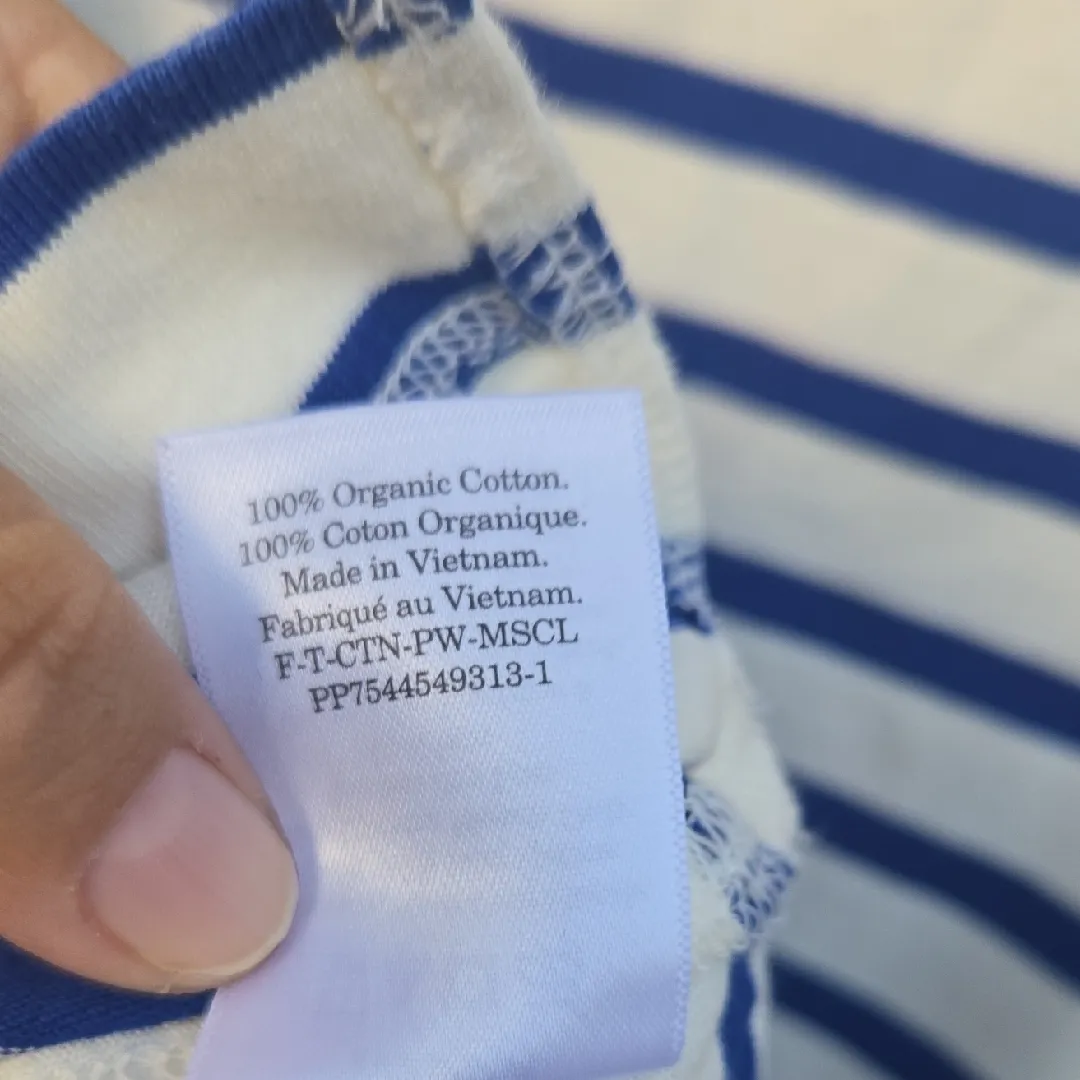 100% Organic Cotton.
100% Coton Organique.
Made in Vietnam.
Fabriqué au Vietnam.
F-T-CTN-PW-MSCL
PP7544549313-1